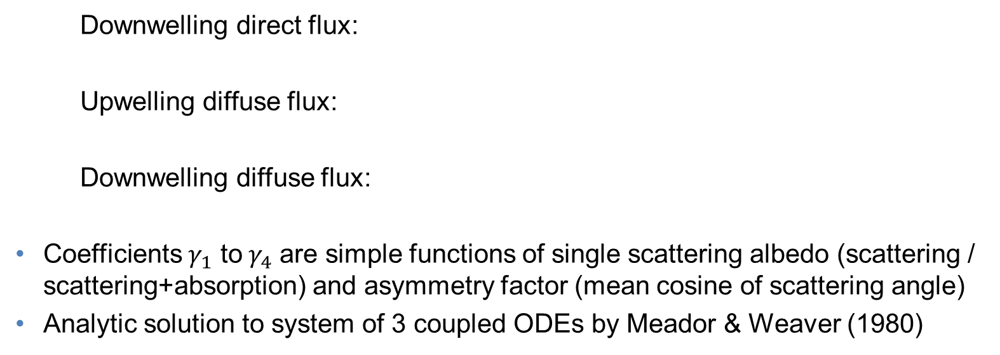 Downwelling direct flux:
Upwelling diffuse flux:
Downwelling diffuse flux:
• Coefficients γ₁ to γ₄ are simple functions of single scattering albedo (scattering /
scattering+absorption) and asymmetry factor (mean cosine of scattering angle)
• Analytic solution to system of 3 coupled ODEs by Meador & Weaver (1980)